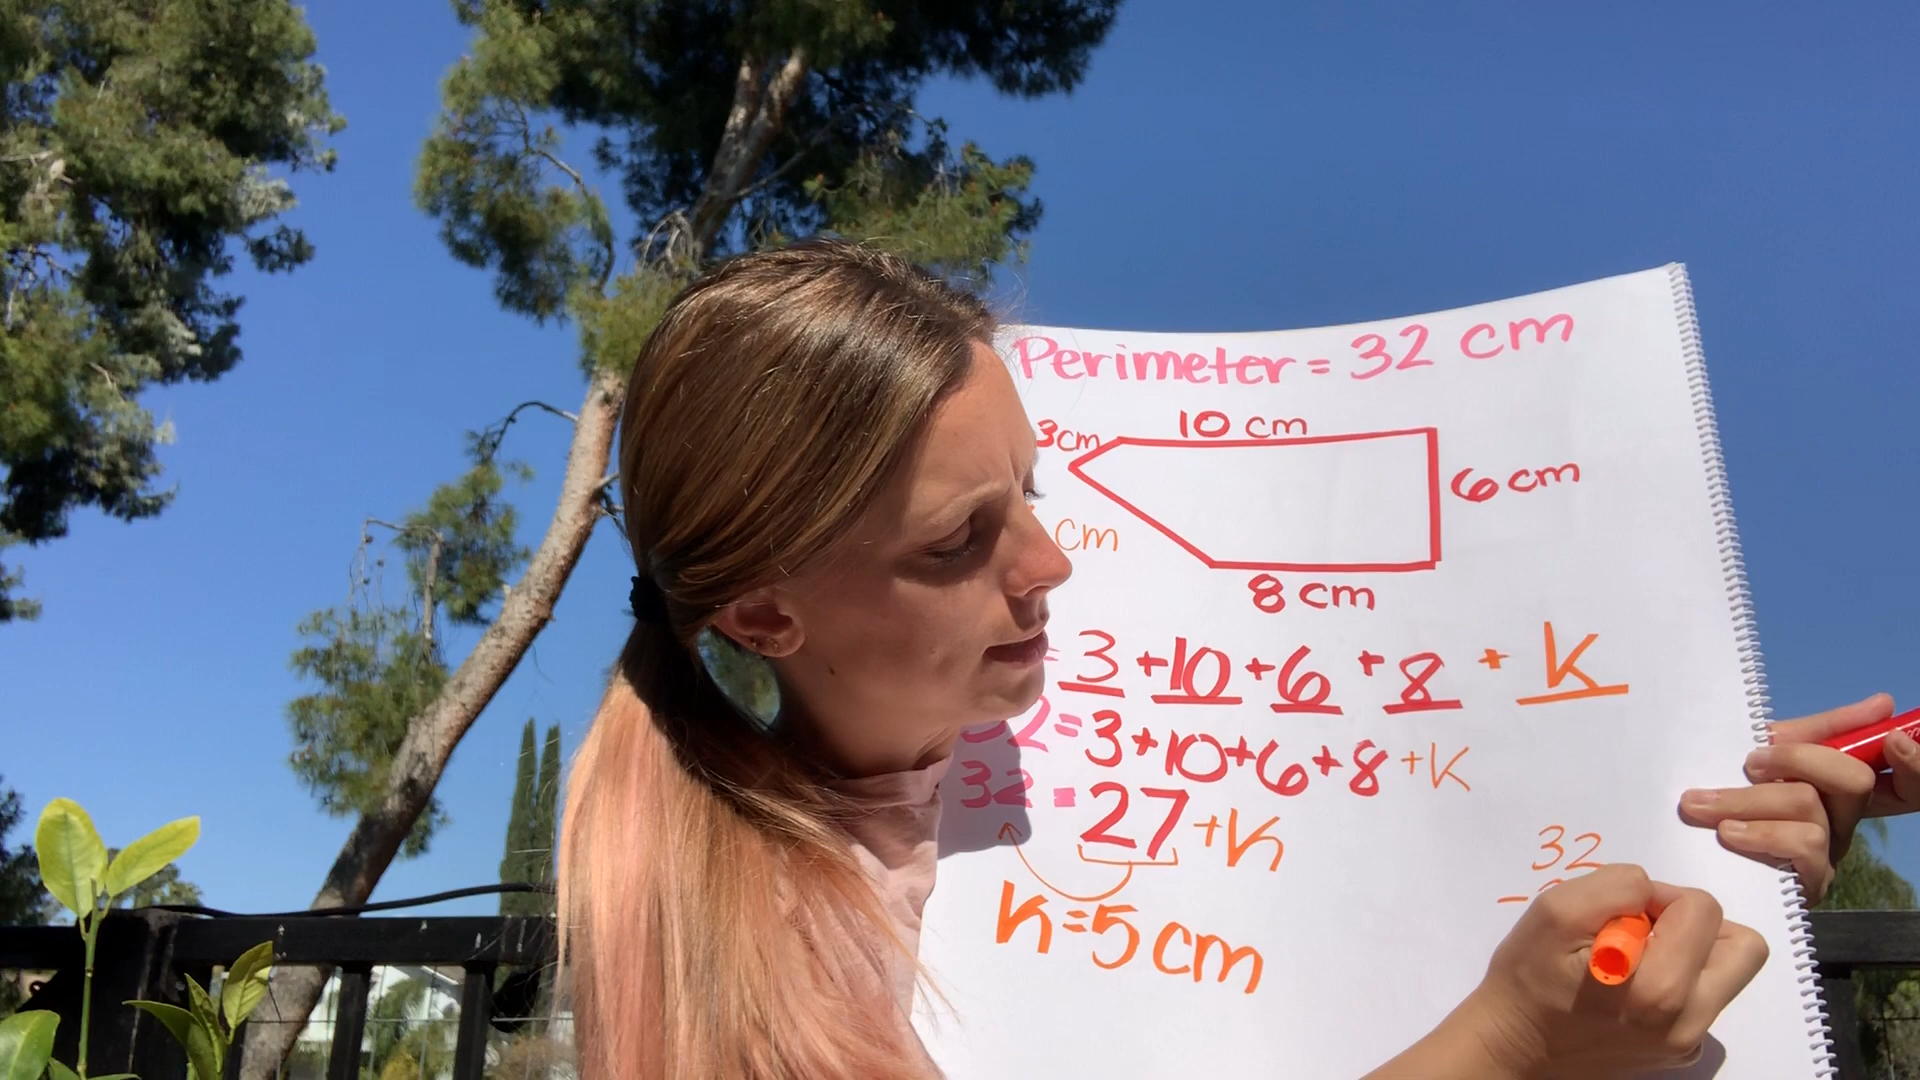 Perimeter = 32 cm
10 cm
3cm
6 cm
cm
8 cm
= 3 + 10 + 6 + 8 + K
32 = 3+10+6+8+K
32 = 27 + K
K=5 cm
32
-